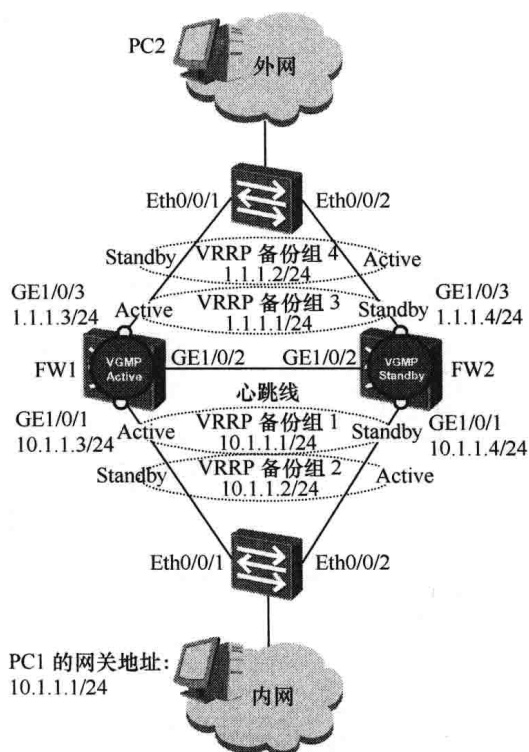 PC2
外网
Eth0/0/1
Eth0/0/2
Standby
VRRP 备份组 4
1.1.1.2/24
Active
GE1/0/3
1.1.1.3/24
Active
VRRP 备份组 3
1.1.1.1/24
Standby
GE1/0/3
1.1.1.4/24
FW1
VGMP
Active
GE1/0/2
GE1/0/2
VGMP
Standby
FW2
心跳线
GE1/0/1
10.1.1.3/24
Active
VRRP 备份组 1
10.1.1.1/24
Standby
GE1/0/1
10.1.1.4/24
Standby
VRRP 备份组 2
10.1.1.2/24
Active
Eth0/0/1
Eth0/0/2
PC1 的网关地址：
10.1.1.1/24
内网